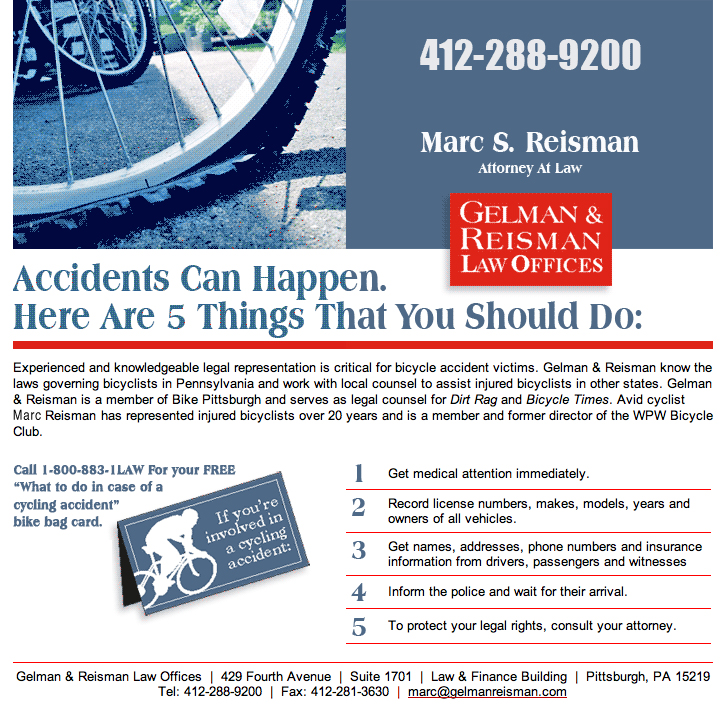 412-288-9200
Marc S. Reisman
Attorney At Law
GELMAN &
REISMAN
LAW OFFICES
Accidents Can Happen.
Here Are 5 Things That You Should Do:
Experienced and knowledgeable legal representation is critical for bicycle accident victims. Gelman & Reisman know the
laws governing bicyclists in Pennsylvania and work with local counsel to assist injured bicyclists in other states. Gelman
& Reisman is a member of Bike Pittsburgh and serves as legal counsel for Dirt Rag and Bicycle Times. Avid cyclist
Marc Reisman has represented injured bicyclists over 20 years and is a member and former director of the WPW Bicycle
Club.
Call 1-800-883-1LAW For your FREE
“What to do in case of a
cycling accident”
bike bag card.
If you're
involved in
a cycling
accident:
1 Get medical attention immediately.
2 Record license numbers, makes, models, years and
owners of all vehicles.
3 Get names, addresses, phone numbers and insurance
information from drivers, passengers and witnesses
4 Inform the police and wait for their arrival.
5 To protect your legal rights, consult your attorney.
Gelman & Reisman Law Offices | 429 Fourth Avenue | Suite 1701 | Law & Finance Building | Pittsburgh, PA 15219
Tel: 412-288-9200 | Fax: 412-281-3630 | marc@gelmanreisman.com